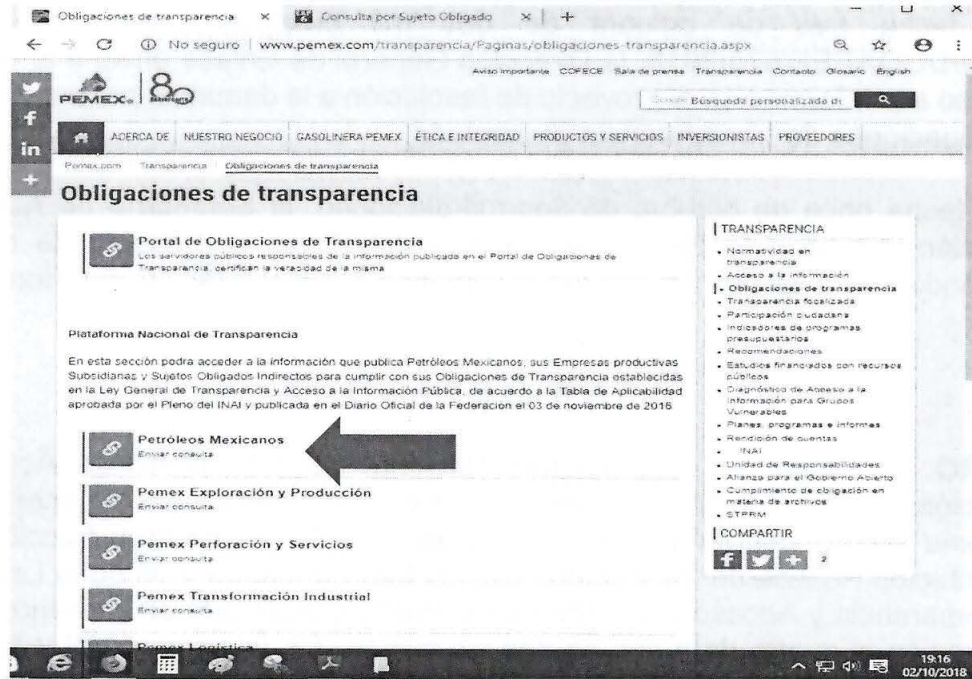 Obligaciones de transparencia × Consulta por Sujeto Obligado × +
No seguro | www.pemex.com/transparencia/Paginas/obligaciones-transparencia.aspx
Aviso importante COFECE Sala de prensa Transparencia Contacto Glosario English
PEMEX. 80
Búsqueda personalizada de
ACERCA DE | NUESTRO NEGOCIO | GASOLINERA PEMEX | ÉTICA E INTEGRIDAD | PRODUCTOS Y SERVICIOS | INVERSIONISTAS | PROVEEDORES
Pemex.com Transparencia Obligaciones de transparencia
Obligaciones de transparencia
Portal de Obligaciones de Transparencia
Los servidores públicos responsables de la información publicada en el Portal de Obligaciones de
Transparencia, certifican la veracidad de la misma
Plataforma Nacional de Transparencia
En esta sección podra acceder a la información que publica Petróleos Mexicanos, sus Empresas productivas
Subsidiarias y Sujetos Obligados Indirectos para cumplir con sus Obligaciones de Transparencia establecidas
en la Ley General de Transparencia y Acceso a la Información Pública, de acuerdo a la Tabla de Aplicabilidad
aprobada por el Pleno del INAI y publicada en el Diario Oficial de la Federacion el 03 de noviembre de 2016
Petróleos Mexicanos
Enviar consulta
Pemex Exploración y Producción
Enviar consulta
Pemex Perforación y Servicios
Enviar consulta
Pemex Transformación Industrial
Enviar consulta
Pemex Logística
TRANSPARENCIA
Normatividad en
transparencia
Acceso a la información
Obligaciones de transparencia
Transparencia focalizada
Participación ciudadana
Indicadores de programas
presupuestarios
Recomendaciones
Estudios financiados con recursos
públicos
Diagnóstico de Acceso a la
Información para Grupos
Vulnerables
Planes, programas e informes
Rendición de cuentas
INAI
Unidad de Responsabilidades
Alianza para el Gobierno Abierto
Cumplimiento de obligación en
materia de archivos
STPRM
COMPARTIR
2
19:16
02/10/2018